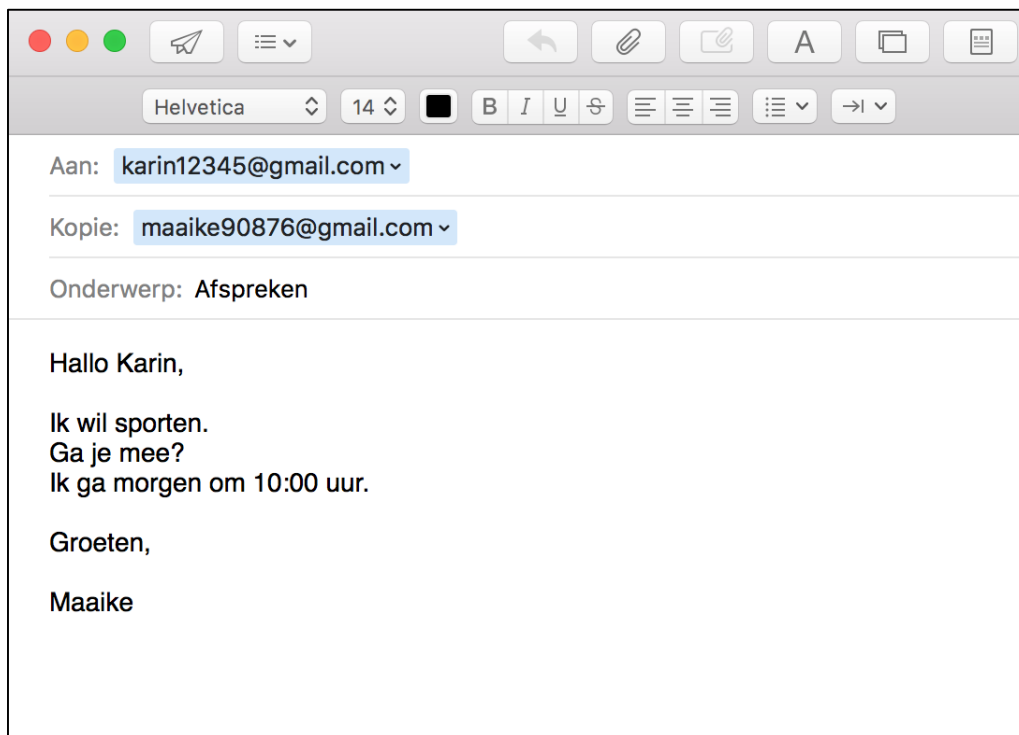 Helvetica 14 B I U S
Aan: karin12345@gmail.com
Kopie: maaike90876@gmail.com
Onderwerp: Afspreken
Hallo Karin,
Ik wil sporten.
Ga je mee?
Ik ga morgen om 10:00 uur.
Groeten,
Maaike